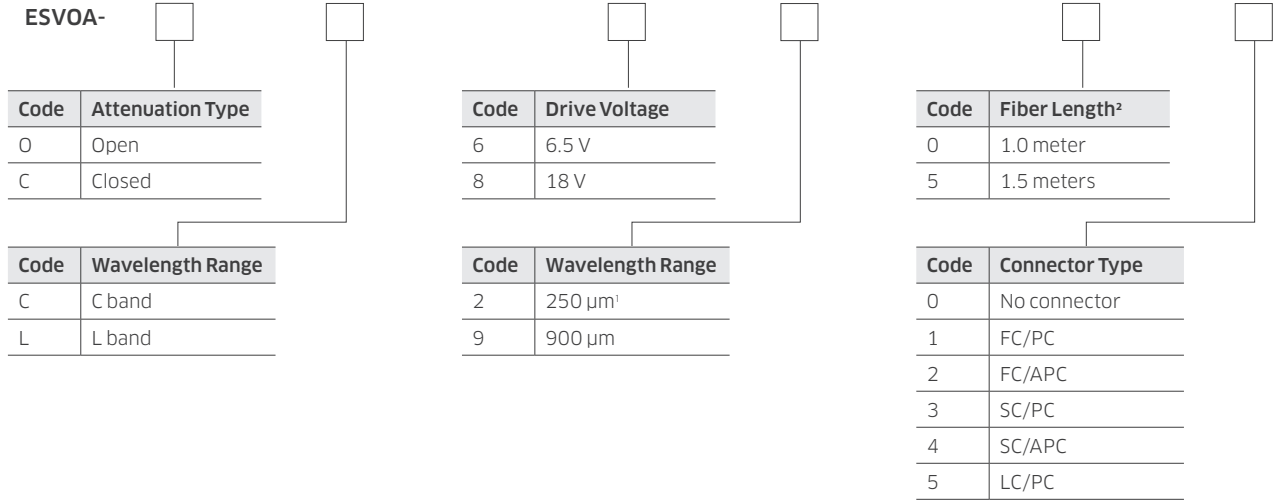 ESVOA-
Code Attenuation Type
O Open
C Closed
Code Wavelength Range
C C band
L L band
Code Drive Voltage
6 6.5 V
8 18 V
Code Wavelength Range
2 250 µm¹
9 900 µm
Code Fiber Length²
0 1.0 meter
5 1.5 meters
Code Connector Type
0 No connector
1 FC/PC
2 FC/APC
3 SC/PC
4 SC/APC
5 LC/PC